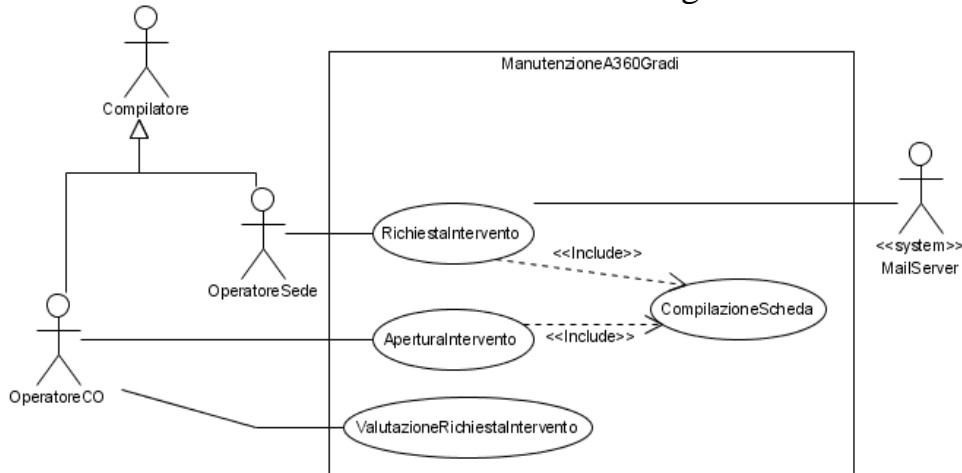 ManutenzioneA360Gradi
Compilatore
RichiestaIntervento
<<Include>>
<<system>>
MailServer
OperatoreSede
CompilazioneScheda
AperturaIntervento
<<Include>>
OperatoreCO
ValutazioneRichiestaIntervento